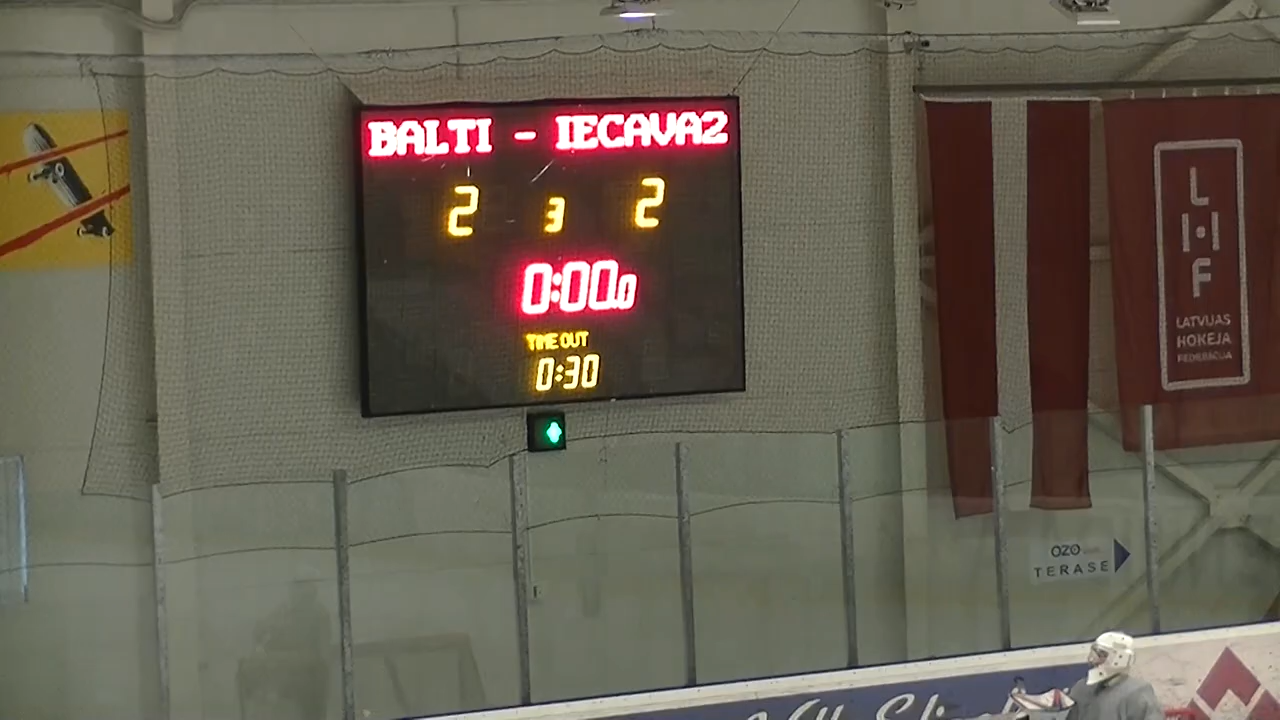 BALTI - IECAVA2
2 3 2
0:00.0
TIME OUT
0:30
L
H
F
LATVIJAS
HOKEJA
FEDERĀCIJA
OZO
TERASE